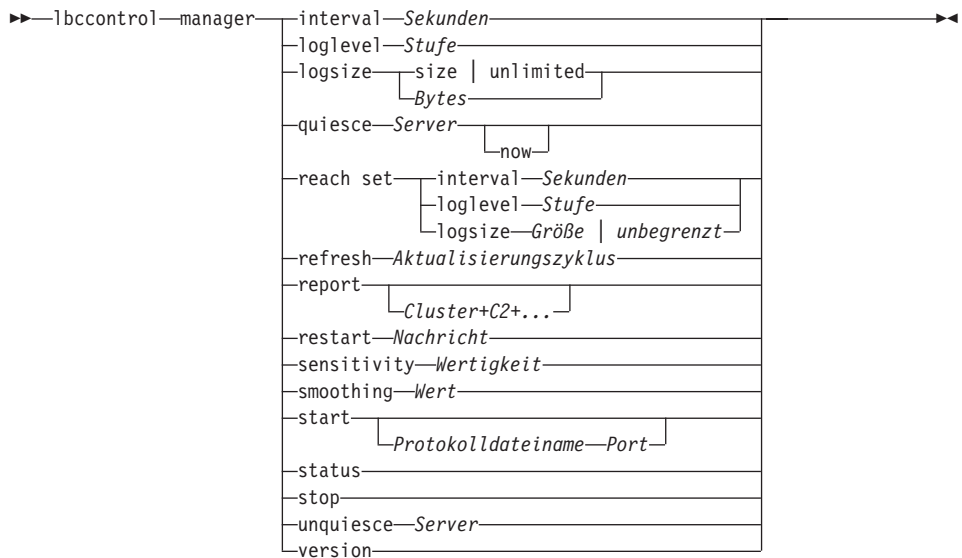 lbccontrol manager interval Sekunden
loglevel Stufe
logsize size | unlimited
Bytes
quiesce Server
now
reach set interval Sekunden
loglevel Stufe
logsize Größe | unbegrenzt
refresh Aktualisierungszyklus
report
Cluster+C2+...
restart Nachricht
sensitivity Wertigkeit
smoothing Wert
start
Protokolldateiname Port
status
stop
unquiesce Server
version